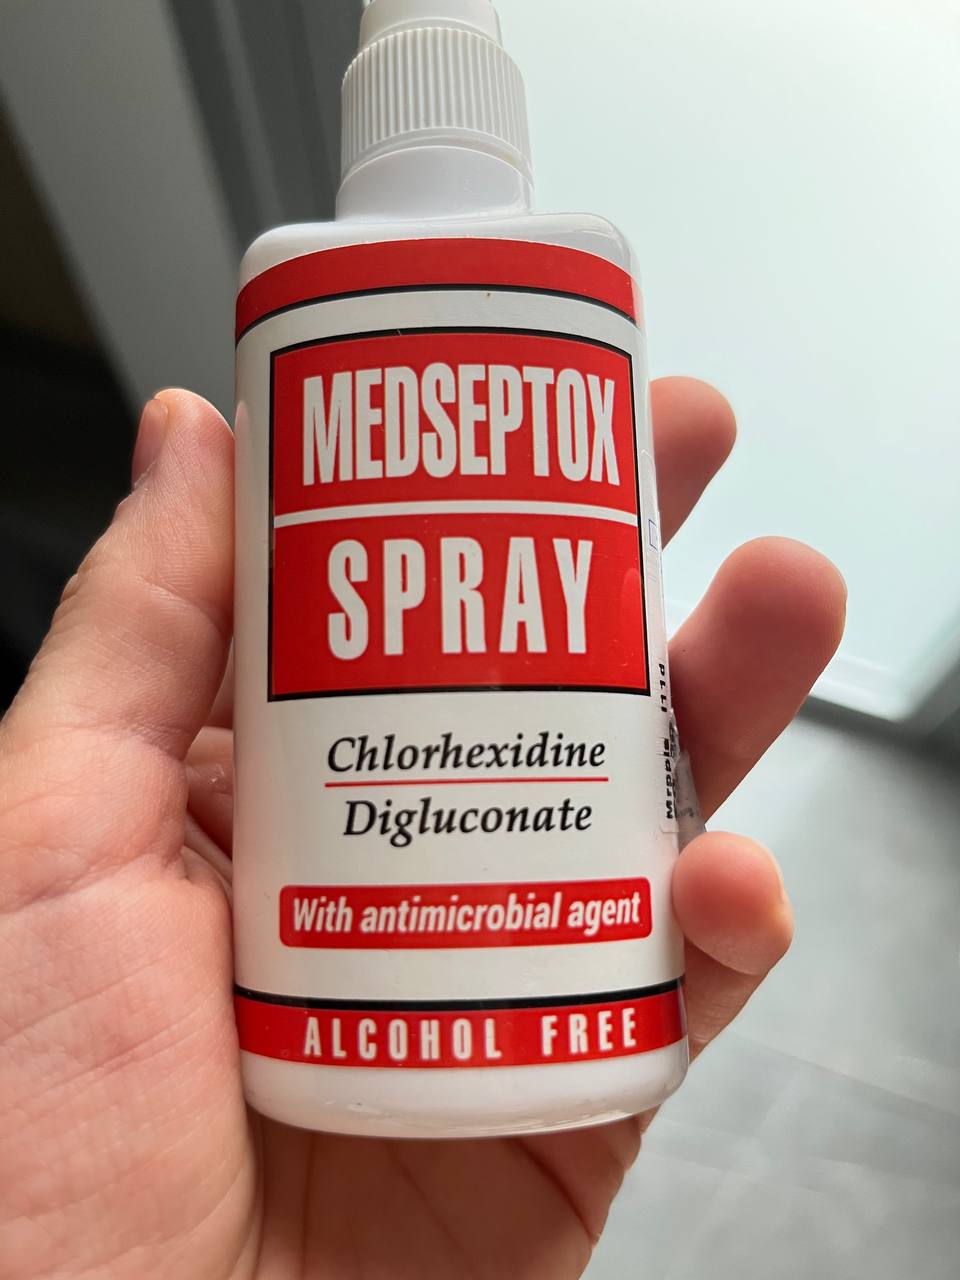 MEDSEPTOX
SPRAY
Chlorhexidine
Digluconate
With antimicrobial agent
ALCOHOL FREE